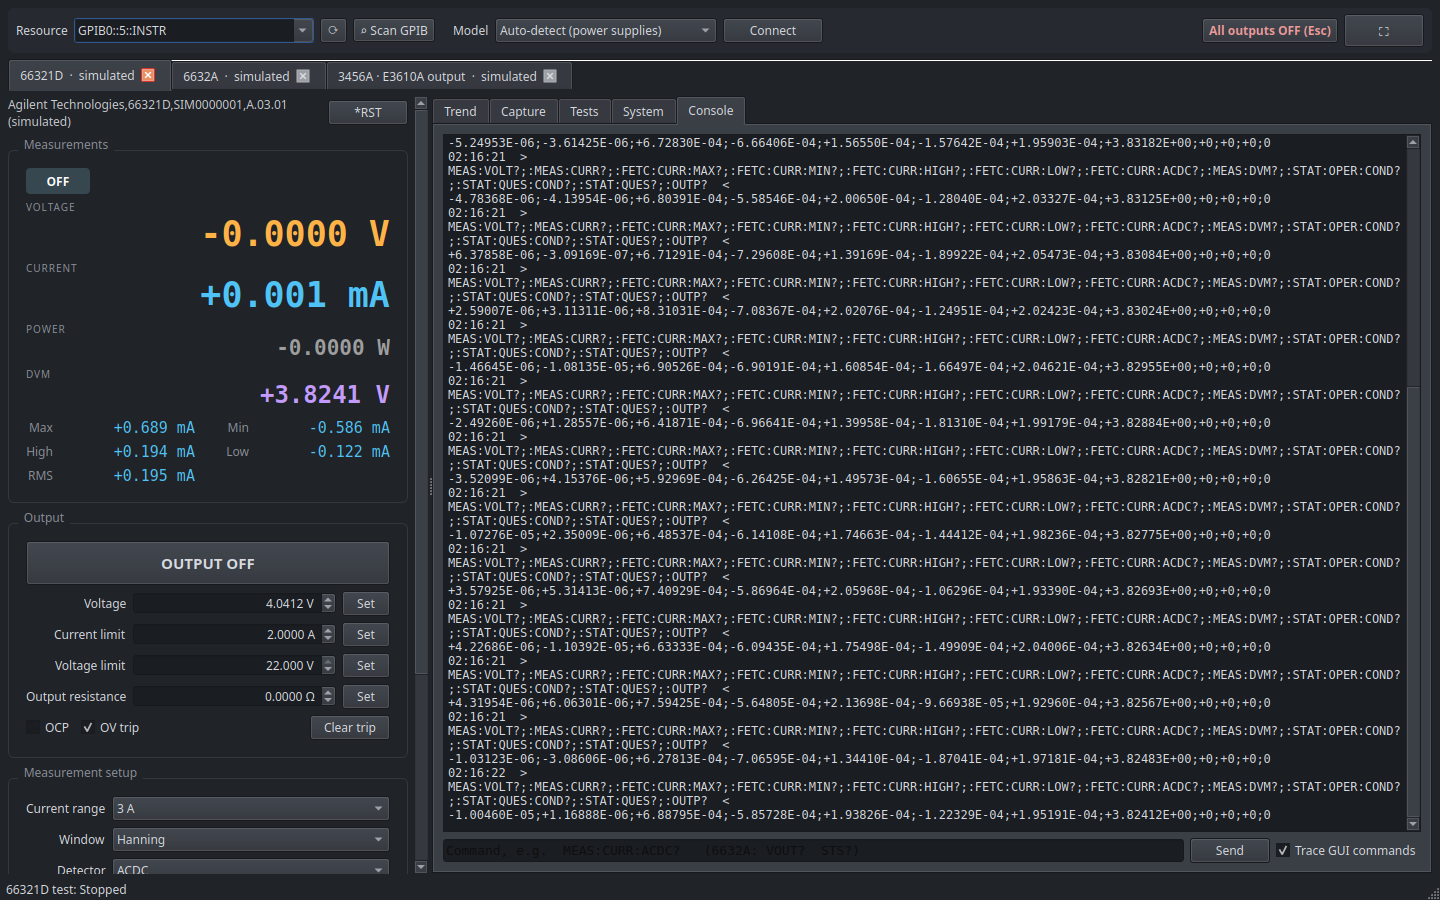 Resource GPIB0::5::INSTR ⟳ ⌕ Scan GPIB Model Auto-detect (power supplies) Connect All outputs OFF (Esc)
66321D · simulated 6632A · simulated 3456A · E3610A output · simulated
Agilent Technologies,66321D,SIM0000001,A.03.01
(simulated)
*RST
Measurements
OFF
VOLTAGE
-0.0000 V
CURRENT
+0.001 mA
POWER
-0.0000 W
DVM
+3.8241 V
Max +0.689 mA Min -0.586 mA
High +0.194 mA Low -0.122 mA
RMS +0.195 mA
Output
OUTPUT OFF
Voltage 4.0412 V Set
Current limit 2.0000 A Set
Voltage limit 22.000 V Set
Output resistance 0.0000 Ω Set
OCP ✓ OV trip Clear trip
Measurement setup
Current range 3 A
Window Hanning
Detector ACDC
66321D test: Stopped
Trend Capture Tests System Console
-5.24953E-06;-3.61425E-06;+6.72830E-04;-6.66406E-04;+1.56550E-04;-1.57642E-04;+1.95903E-04;+3.83182E+00;+0;+0;+0;0
02:16:21  >
MEAS:VOLT?;:MEAS:CURR?;:FETC:CURR:MAX?;:FETC:CURR:MIN?;:FETC:CURR:HIGH?;:FETC:CURR:LOW?;:FETC:CURR:ACDC?;:MEAS:DVM?;:STAT:OPER:COND?
;:STAT:QUES:COND?;:STAT:QUES?;:OUTP?  <
-4.78368E-06;-4.13954E-06;+6.80391E-04;-5.58546E-04;+2.00650E-04;-1.28040E-04;+2.03327E-04;+3.83125E+00;+0;+0;+0;0
02:16:21  >
MEAS:VOLT?;:MEAS:CURR?;:FETC:CURR:MAX?;:FETC:CURR:MIN?;:FETC:CURR:HIGH?;:FETC:CURR:LOW?;:FETC:CURR:ACDC?;:MEAS:DVM?;:STAT:OPER:COND?
;:STAT:QUES:COND?;:STAT:QUES?;:OUTP?  <
+6.37858E-06;-3.09169E-07;+6.71291E-04;-7.29608E-04;+1.39169E-04;-1.89922E-04;+2.05473E-04;+3.83084E+00;+0;+0;+0;0
02:16:21  >
MEAS:VOLT?;:MEAS:CURR?;:FETC:CURR:MAX?;:FETC:CURR:MIN?;:FETC:CURR:HIGH?;:FETC:CURR:LOW?;:FETC:CURR:ACDC?;:MEAS:DVM?;:STAT:OPER:COND?
;:STAT:QUES:COND?;:STAT:QUES?;:OUTP?  <
+2.59007E-06;+3.11311E-06;+8.31031E-04;-7.08367E-04;+2.02076E-04;-1.24951E-04;+2.02423E-04;+3.83024E+00;+0;+0;+0;0
02:16:21  >
MEAS:VOLT?;:MEAS:CURR?;:FETC:CURR:MAX?;:FETC:CURR:MIN?;:FETC:CURR:HIGH?;:FETC:CURR:LOW?;:FETC:CURR:ACDC?;:MEAS:DVM?;:STAT:OPER:COND?
;:STAT:QUES:COND?;:STAT:QUES?;:OUTP?  <
-1.46645E-06;-1.08135E-05;+6.90526E-04;-6.90191E-04;+1.60854E-04;-1.66497E-04;+2.04621E-04;+3.82955E+00;+0;+0;+0;0
02:16:21  >
MEAS:VOLT?;:MEAS:CURR?;:FETC:CURR:MAX?;:FETC:CURR:MIN?;:FETC:CURR:HIGH?;:FETC:CURR:LOW?;:FETC:CURR:ACDC?;:MEAS:DVM?;:STAT:OPER:COND?
;:STAT:QUES:COND?;:STAT:QUES?;:OUTP?  <
-2.49260E-06;+1.28557E-05;+6.41871E-04;-6.96641E-04;+1.39958E-04;-1.81310E-04;+1.99179E-04;+3.82884E+00;+0;+0;+0;0
02:16:21  >
MEAS:VOLT?;:MEAS:CURR?;:FETC:CURR:MAX?;:FETC:CURR:MIN?;:FETC:CURR:HIGH?;:FETC:CURR:LOW?;:FETC:CURR:ACDC?;:MEAS:DVM?;:STAT:OPER:COND?
;:STAT:QUES:COND?;:STAT:QUES?;:OUTP?  <
-3.52099E-06;+4.15376E-06;+5.92969E-04;-6.26425E-04;+1.49573E-04;-1.60655E-04;+1.95863E-04;+3.82821E+00;+0;+0;+0;0
02:16:21  >
MEAS:VOLT?;:MEAS:CURR?;:FETC:CURR:MAX?;:FETC:CURR:MIN?;:FETC:CURR:HIGH?;:FETC:CURR:LOW?;:FETC:CURR:ACDC?;:MEAS:DVM?;:STAT:OPER:COND?
;:STAT:QUES:COND?;:STAT:QUES?;:OUTP?  <
-1.07276E-05;+2.35009E-06;+6.48537E-04;-6.14108E-04;+1.74663E-04;-1.44412E-04;+1.98236E-04;+3.82775E+00;+0;+0;+0;0
02:16:21  >
MEAS:VOLT?;:MEAS:CURR?;:FETC:CURR:MAX?;:FETC:CURR:MIN?;:FETC:CURR:HIGH?;:FETC:CURR:LOW?;:FETC:CURR:ACDC?;:MEAS:DVM?;:STAT:OPER:COND?
;:STAT:QUES:COND?;:STAT:QUES?;:OUTP?  <
+3.57925E-06;+5.31413E-06;+7.40929E-04;-5.86964E-04;+2.05968E-04;-1.06296E-04;+1.93390E-04;+3.82693E+00;+0;+0;+0;0
02:16:21  >
MEAS:VOLT?;:MEAS:CURR?;:FETC:CURR:MAX?;:FETC:CURR:MIN?;:FETC:CURR:HIGH?;:FETC:CURR:LOW?;:FETC:CURR:ACDC?;:MEAS:DVM?;:STAT:OPER:COND?
;:STAT:QUES:COND?;:STAT:QUES?;:OUTP?  <
+4.22686E-06;-1.10392E-05;+6.63333E-04;-6.09435E-04;+1.75498E-04;-1.49909E-04;+2.04006E-04;+3.82634E+00;+0;+0;+0;0
02:16:21  >
MEAS:VOLT?;:MEAS:CURR?;:FETC:CURR:MAX?;:FETC:CURR:MIN?;:FETC:CURR:HIGH?;:FETC:CURR:LOW?;:FETC:CURR:ACDC?;:MEAS:DVM?;:STAT:OPER:COND?
;:STAT:QUES:COND?;:STAT:QUES?;:OUTP?  <
+4.31954E-06;+6.06301E-06;+7.59425E-04;-5.64805E-04;+2.13698E-04;-9.66938E-05;+1.92960E-04;+3.82567E+00;+0;+0;+0;0
02:16:21  >
MEAS:VOLT?;:MEAS:CURR?;:FETC:CURR:MAX?;:FETC:CURR:MIN?;:FETC:CURR:HIGH?;:FETC:CURR:LOW?;:FETC:CURR:ACDC?;:MEAS:DVM?;:STAT:OPER:COND?
;:STAT:QUES:COND?;:STAT:QUES?;:OUTP?  <
-1.03123E-06;-3.08606E-06;+6.27813E-04;-7.06595E-04;+1.34410E-04;-1.87041E-04;+1.97181E-04;+3.82483E+00;+0;+0;+0;0
02:16:22  >
MEAS:VOLT?;:MEAS:CURR?;:FETC:CURR:MAX?;:FETC:CURR:MIN?;:FETC:CURR:HIGH?;:FETC:CURR:LOW?;:FETC:CURR:ACDC?;:MEAS:DVM?;:STAT:OPER:COND?
;:STAT:QUES:COND?;:STAT:QUES?;:OUTP?  <
-1.00460E-05;+1.16888E-06;+6.88795E-04;-5.85728E-04;+1.93826E-04;-1.22329E-04;+1.95191E-04;+3.82412E+00;+0;+0;+0;0
Command, e.g.  MEAS:CURR:ACDC?   (6632A: VOUT?  STS?) Send ✓ Trace GUI commands